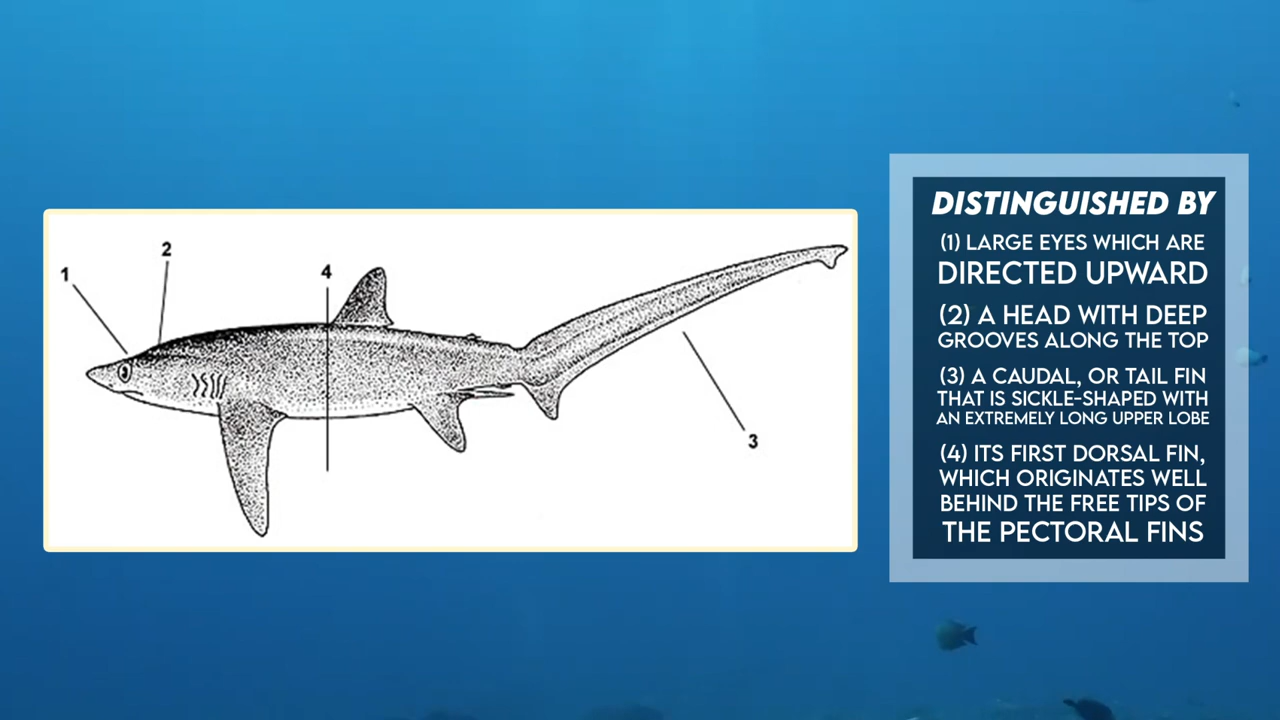 1
2
4
3
DISTINGUISHED BY
(1) LARGE EYES WHICH ARE
DIRECTED UPWARD
(2) A HEAD WITH DEEP
GROOVES ALONG THE TOP
(3) A CAUDAL, OR TAIL FIN
THAT IS SICKLE-SHAPED WITH
AN EXTREMELY LONG UPPER LOBE
(4) ITS FIRST DORSAL FIN,
WHICH ORIGINATES WELL
BEHIND THE FREE TIPS OF
THE PECTORAL FINS